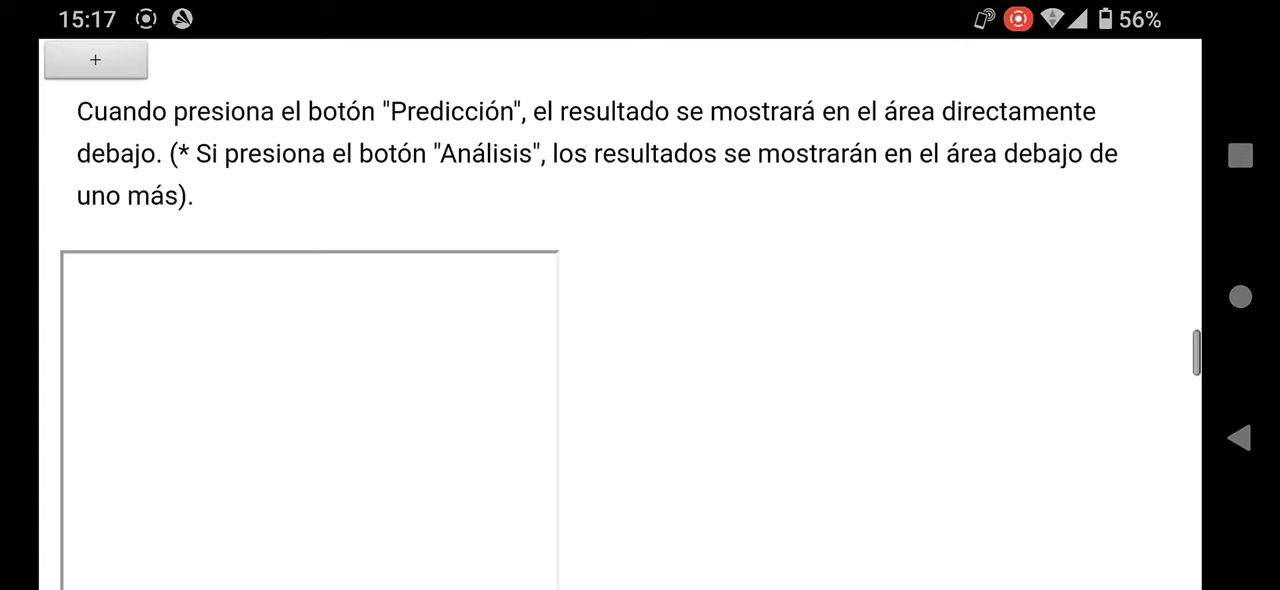 15:17
56%
+
Cuando presiona el botón "Predicción", el resultado se mostrará en el área directamente
debajo. (* Si presiona el botón "Análisis", los resultados se mostrarán en el área debajo de
uno más).